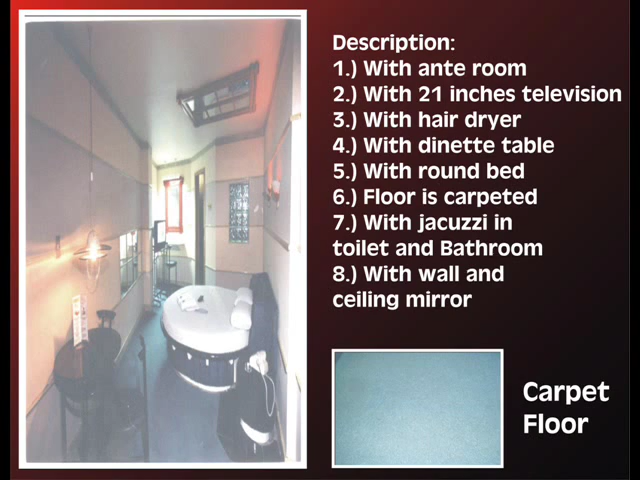 Description:
1.) With ante room
2.) With 21 inches television
3.) With hair dryer
4.) With dinette table
5.) With round bed
6.) Floor is carpeted
7.) With jacuzzi in
toilet and Bathroom
8.) With wall and
ceiling mirror
Carpet
Floor